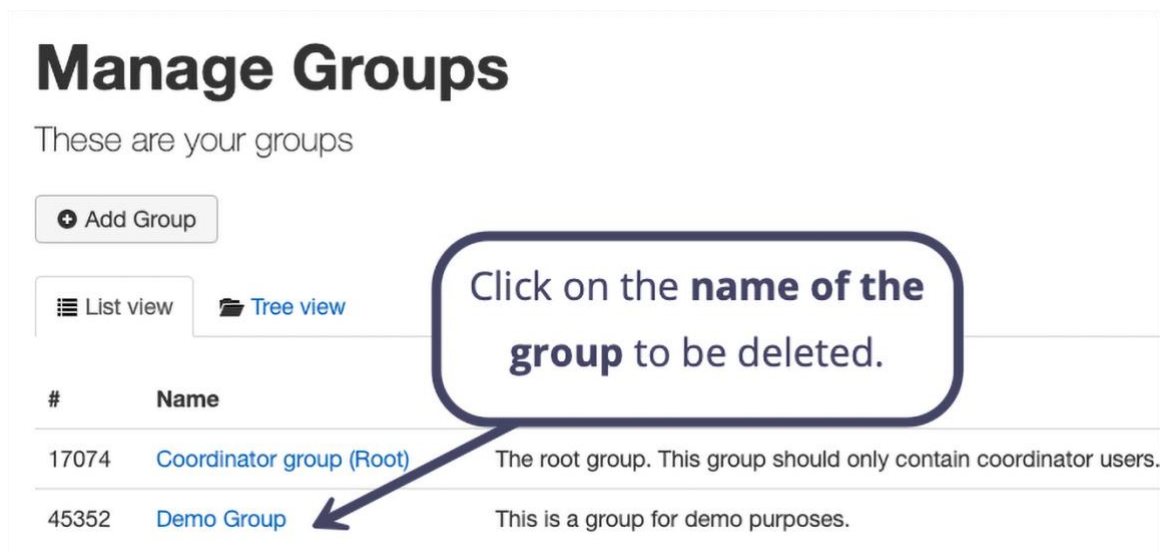 Manage Groups
These are your groups
Add Group
List view Tree view
Click on the name of the
group to be deleted.
# Name
17074 Coordinator group (Root) The root group. This group should only contain coordinator users.
45352 Demo Group This is a group for demo purposes.